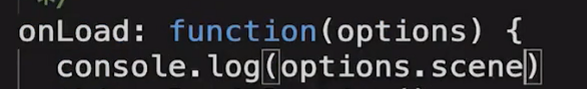 */
onLoad: function(options) {
console.log(options.scene)